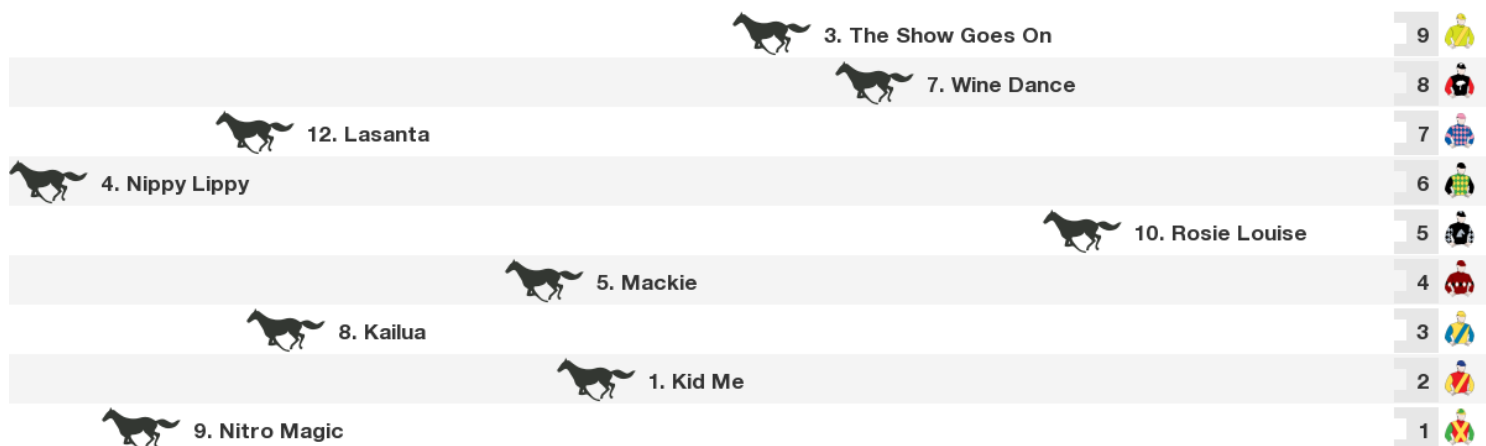 3. The Show Goes On 9
7. Wine Dance 8
12. Lasanta 7
4. Nippy Lippy 6
10. Rosie Louise 5
5. Mackie 4
8. Kailua 3
1. Kid Me 2
9. Nitro Magic 1